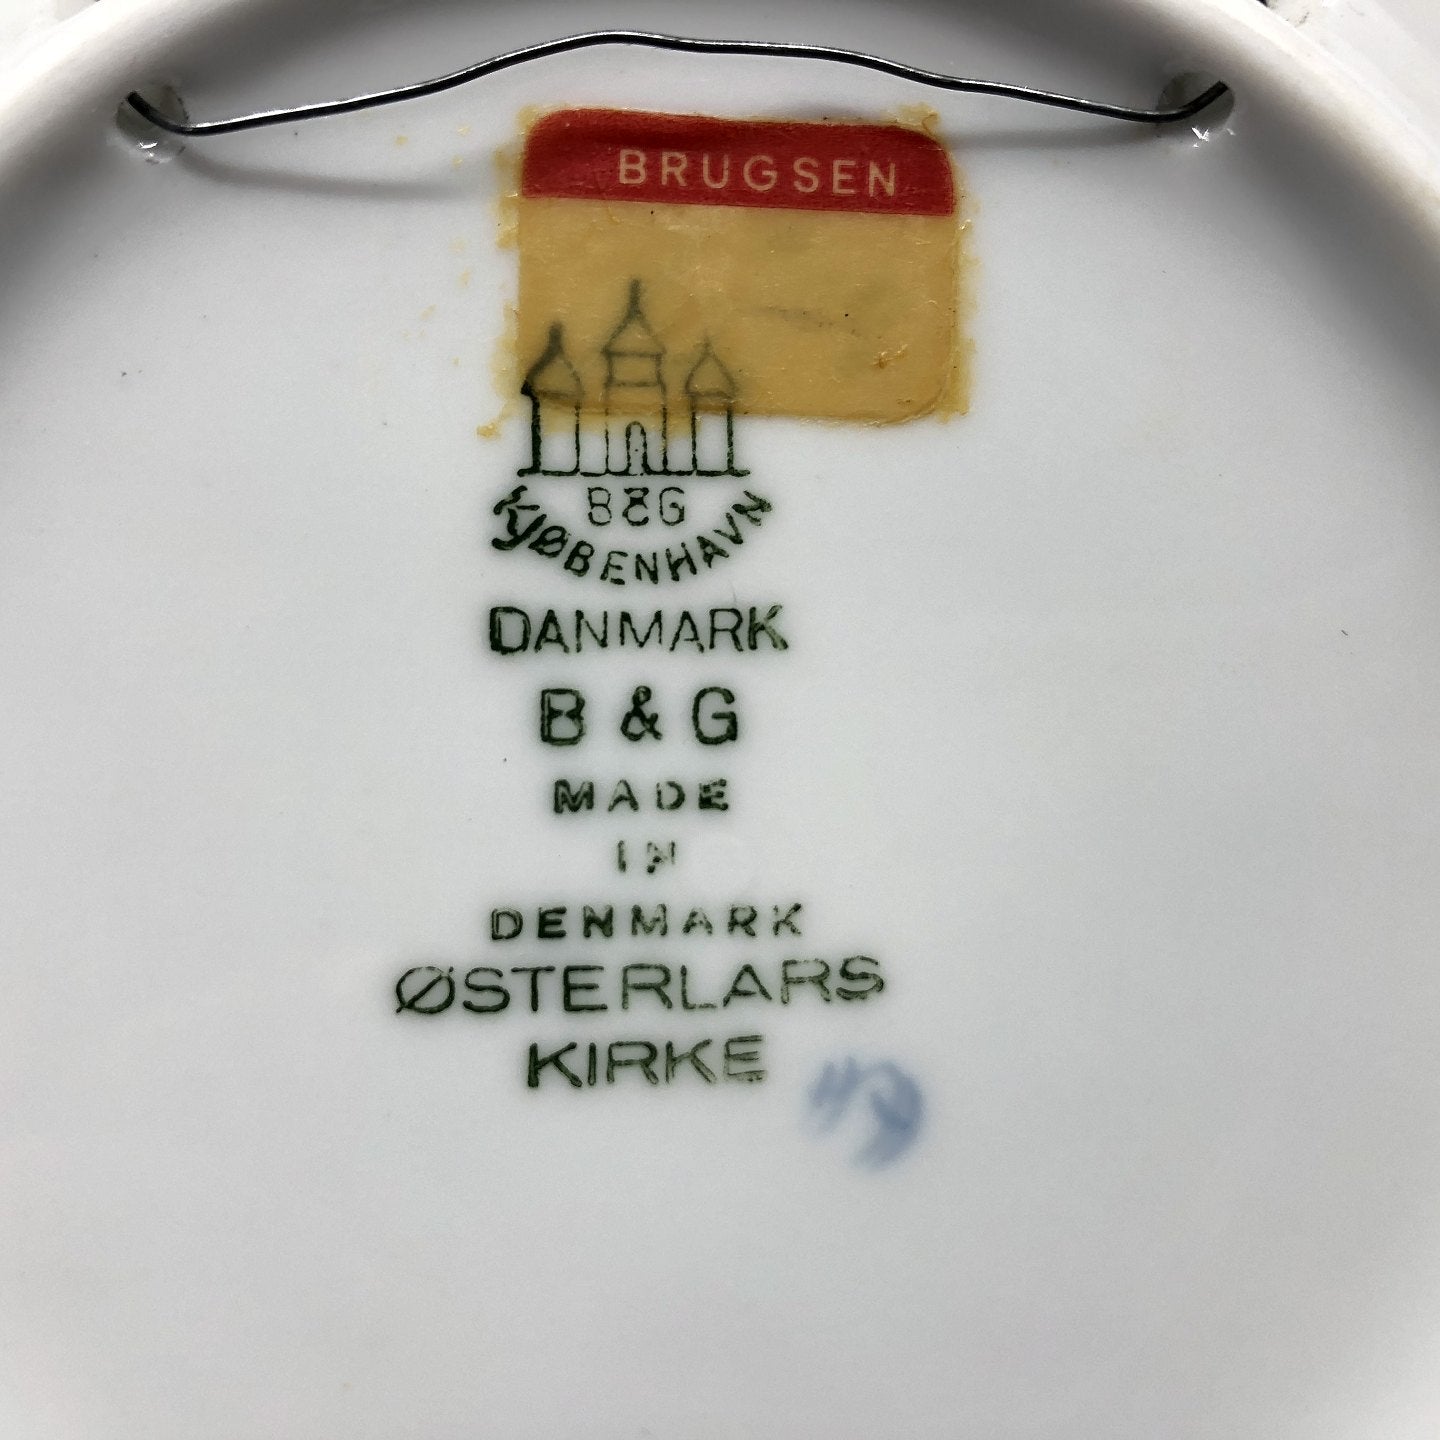 BRUGSEN
B&G
KJØBENHAVN
DANMARK
B & G
MADE
IN
DENMARK
ØSTERLARS
KIRKE